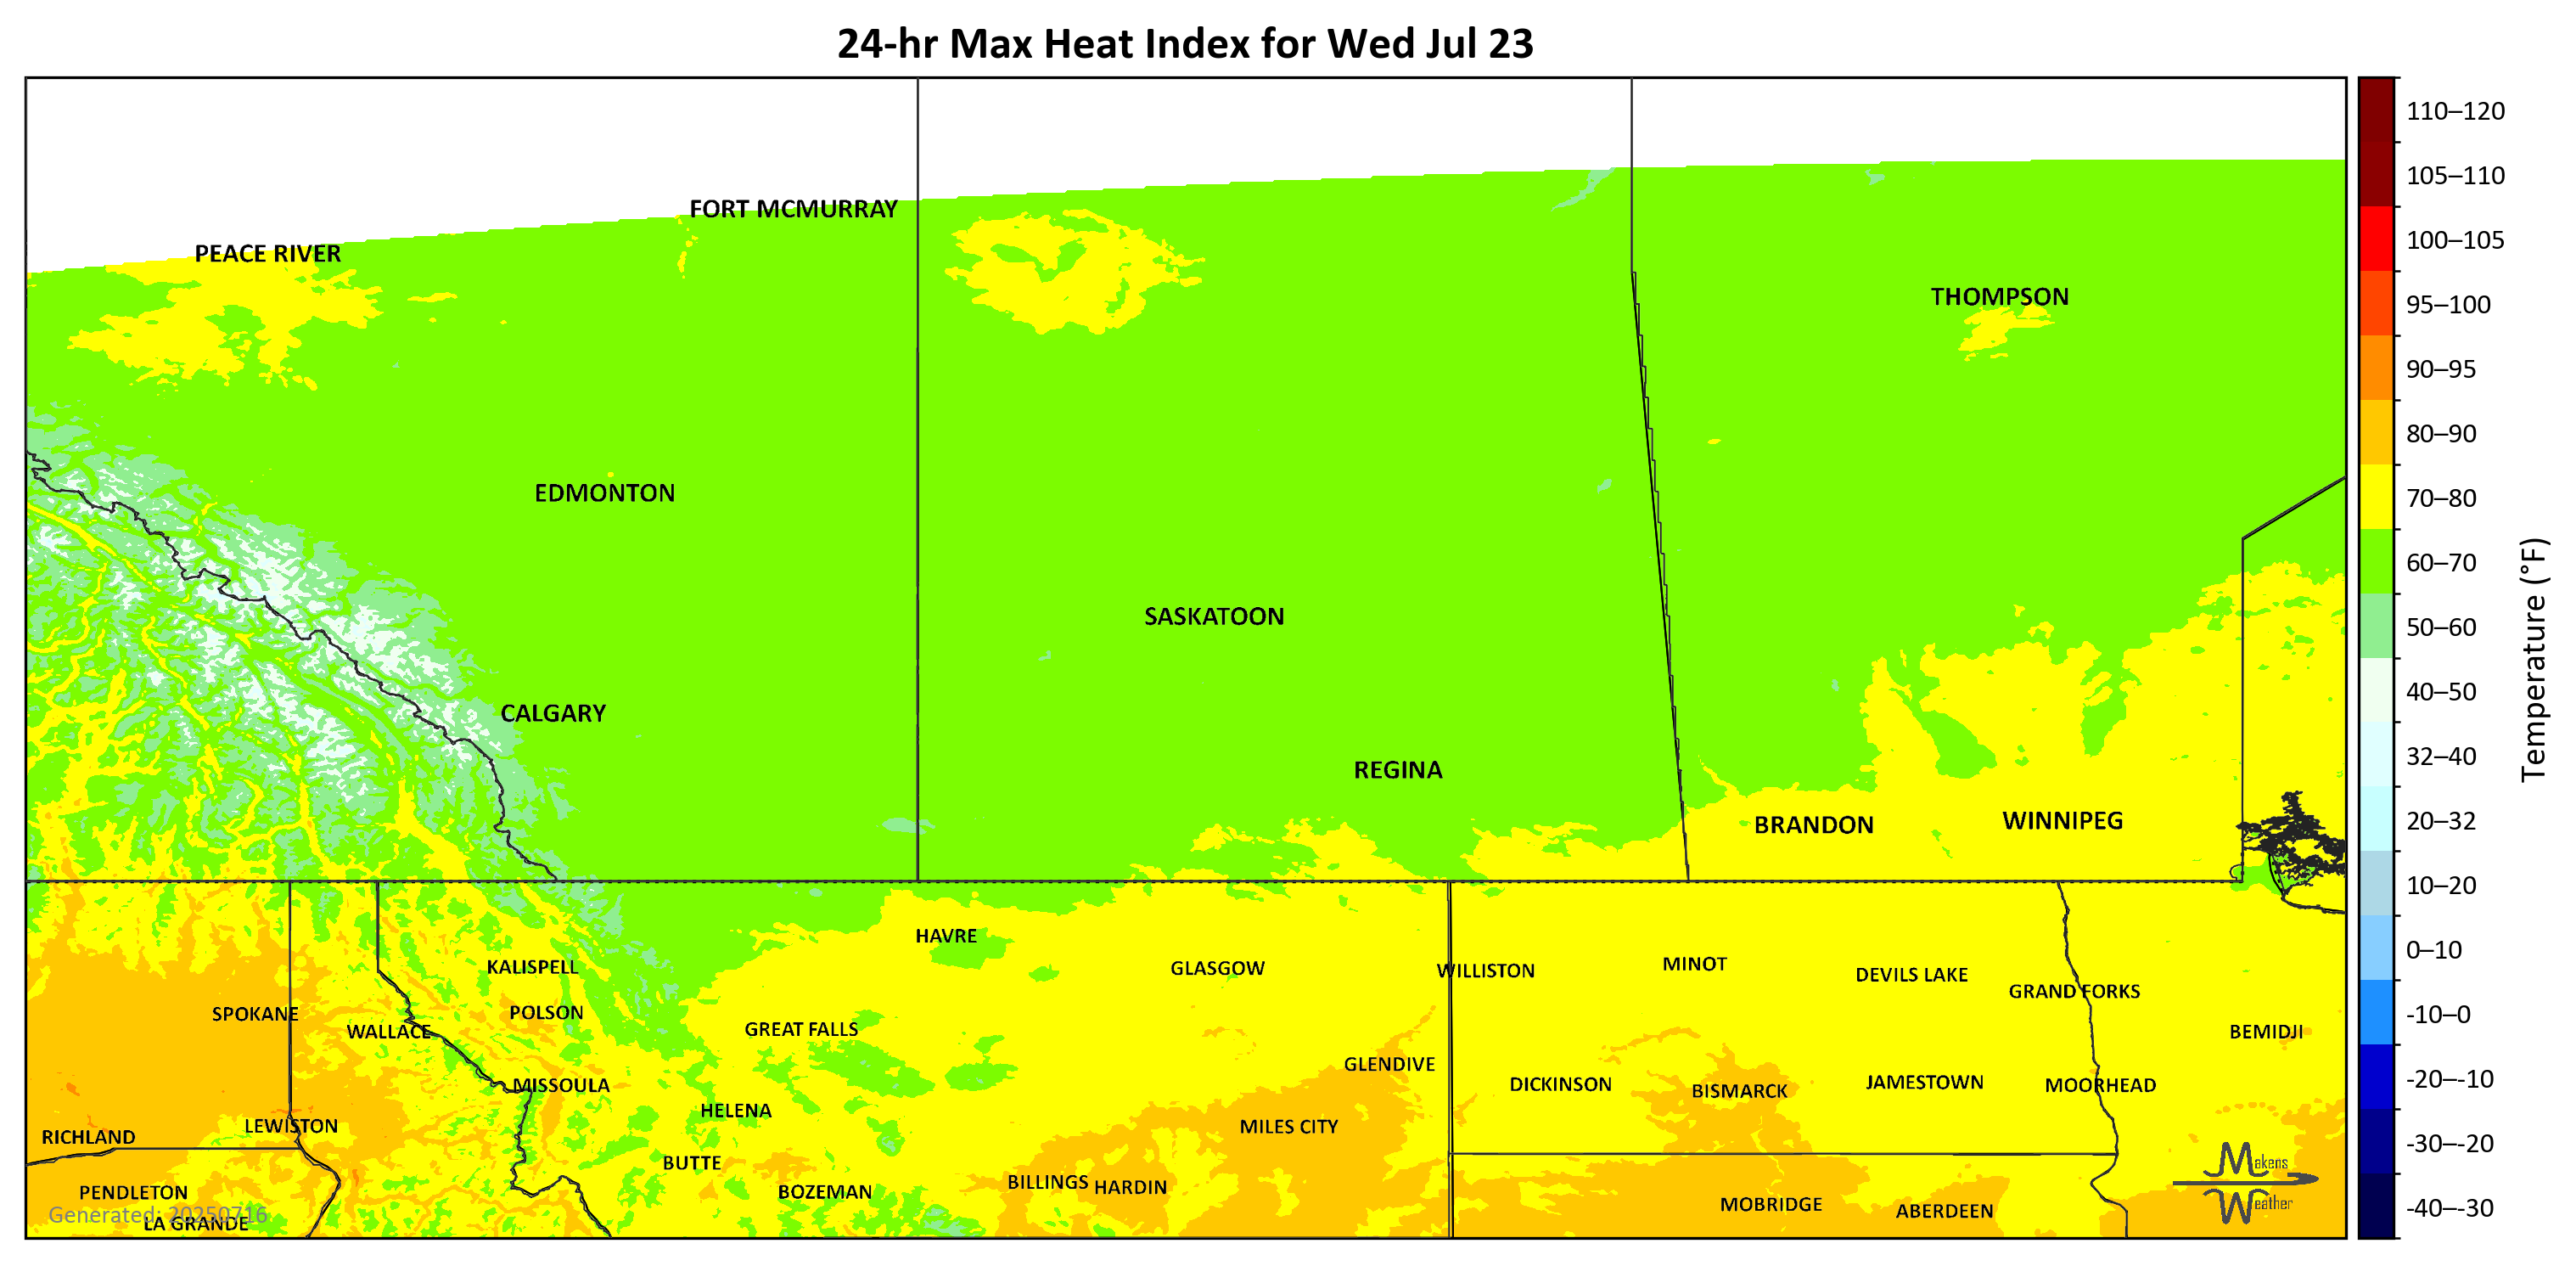 24-hr Max Heat Index for Wed Jul 23
110–120
105–110
100–105
95–100
90–95
80–90
70–80
60–70
50–60
40–50
32–40
20–32
10–20
0–10
-10–0
-20–-10
-30–-20
-40–-30
Temperature (°F)
FORT MCMURRAY
PEACE RIVER
THOMPSON
EDMONTON
SASKATOON
CALGARY
REGINA
BRANDON
WINNIPEG
HAVRE
KALISPELL
GLASGOW
WILLISTON
MINOT
DEVILS LAKE
GRAND FORKS
SPOKANE
POLSON
WALLACE
GREAT FALLS
BEMIDJI
GLENDIVE
MISSOULA
DICKINSON
BISMARCK
JAMESTOWN
MOORHEAD
HELENA
LEWISTON
MILES CITY
RICHLAND
BUTTE
BILLINGS
HARDIN
PENDLETON
BOZEMAN
MOBRIDGE
ABERDEEN
Generated: 20250716
LA GRANDE
Makens
Weather